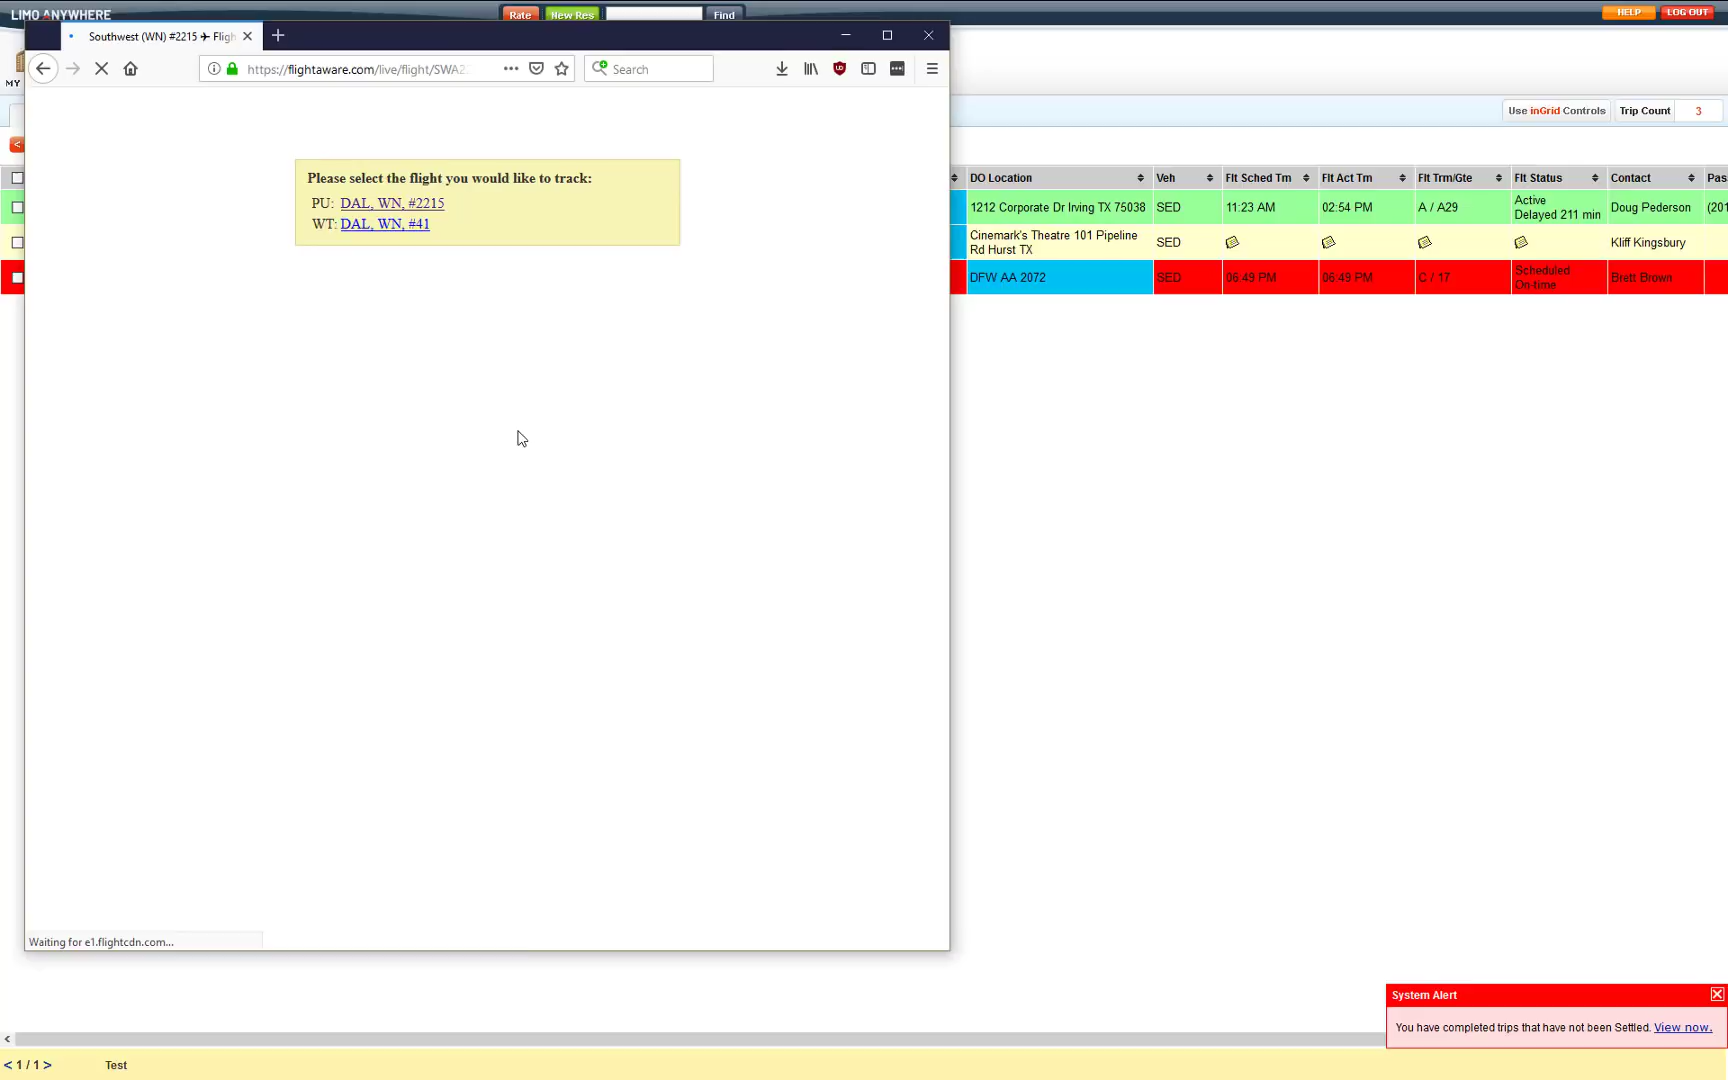 LIMO ANYWHERE
Rate
New Res
Find
HELP
LOG OUT
Southwest (WN) #2215 ✈ Fligh
https://flightaware.com/live/flight/SWA2
Search
MY
Use inGrid Controls
Trip Count
3
DO Location
Veh
Flt Sched Tm
Flt Act Tm
Flt Trm/Gte
Flt Status
Contact
Pas
Please select the flight you would like to track:
PU: DAL, WN, #2215
WT: DAL, WN, #41
1212 Corporate Dr Irving TX 75038
SED
11:23 AM
02:54 PM
A / A29
Active
Delayed 211 min
Doug Pederson
(201
Cinemark's Theatre 101 Pipeline
Rd Hurst TX
SED
Kliff Kingsbury
DFW AA 2072
SED
06:49 PM
06:49 PM
C / 17
Scheduled
On-time
Brett Brown
Waiting for e1.flightcdn.com...
System Alert
You have completed trips that have not been Settled. View now.
< 1 / 1 >
Test